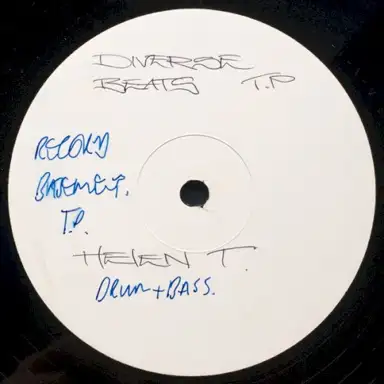 DIVERSE
BEATS T.P
RECORD
BASEMENT.
T.P.
HELEN T.
DRUM + BASS.